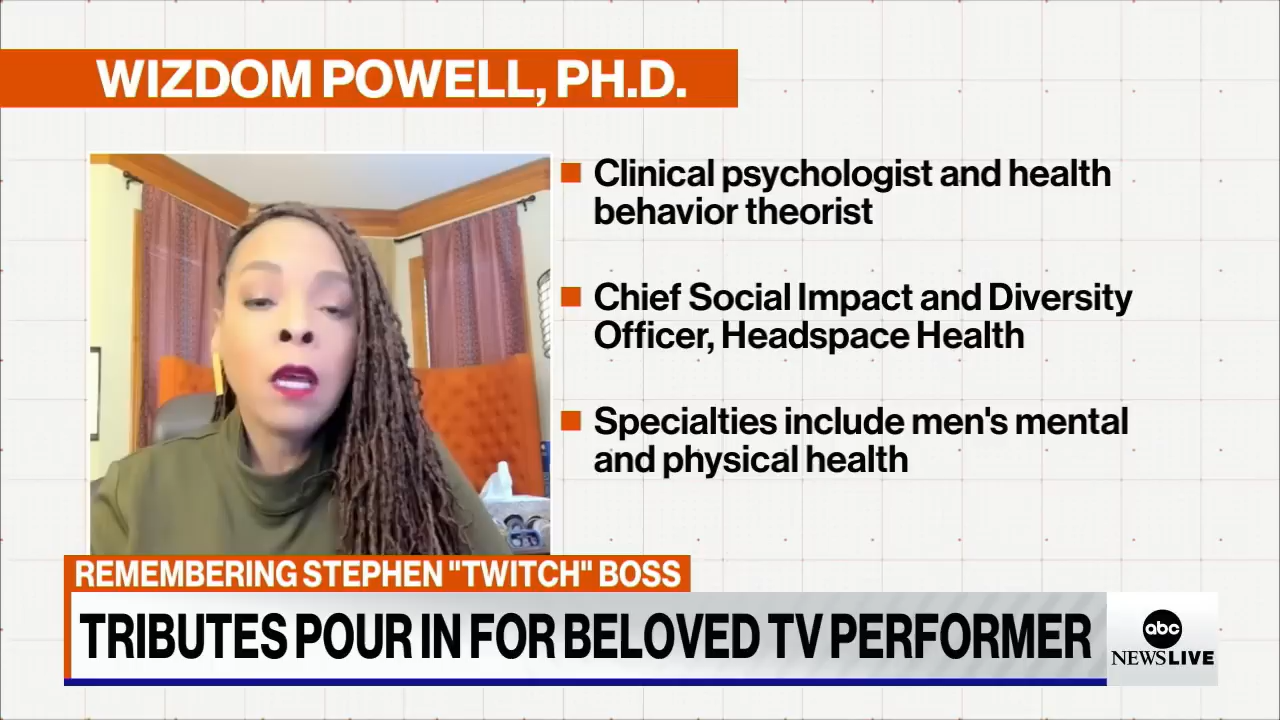 WIZDOM POWELL, PH.D.
Clinical psychologist and health
behavior theorist
Chief Social Impact and Diversity
Officer, Headspace Health
Specialties include men's mental
and physical health
REMEMBERING STEPHEN "TWITCH" BOSS
TRIBUTES POUR IN FOR BELOVED TV PERFORMER
abc
NEWS LIVE